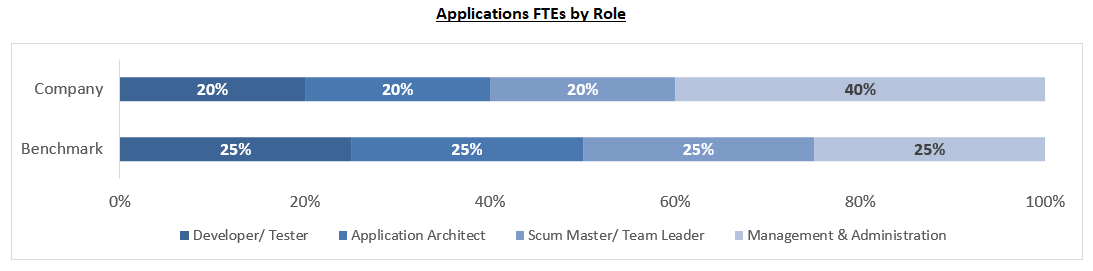 Applications FTEs by Role
Company 20% 20% 20% 40%
Benchmark 25% 25% 25% 25%
0% 20% 40% 60% 80% 100%
Developer/ Tester Application Architect Scum Master/ Team Leader Management & Administration